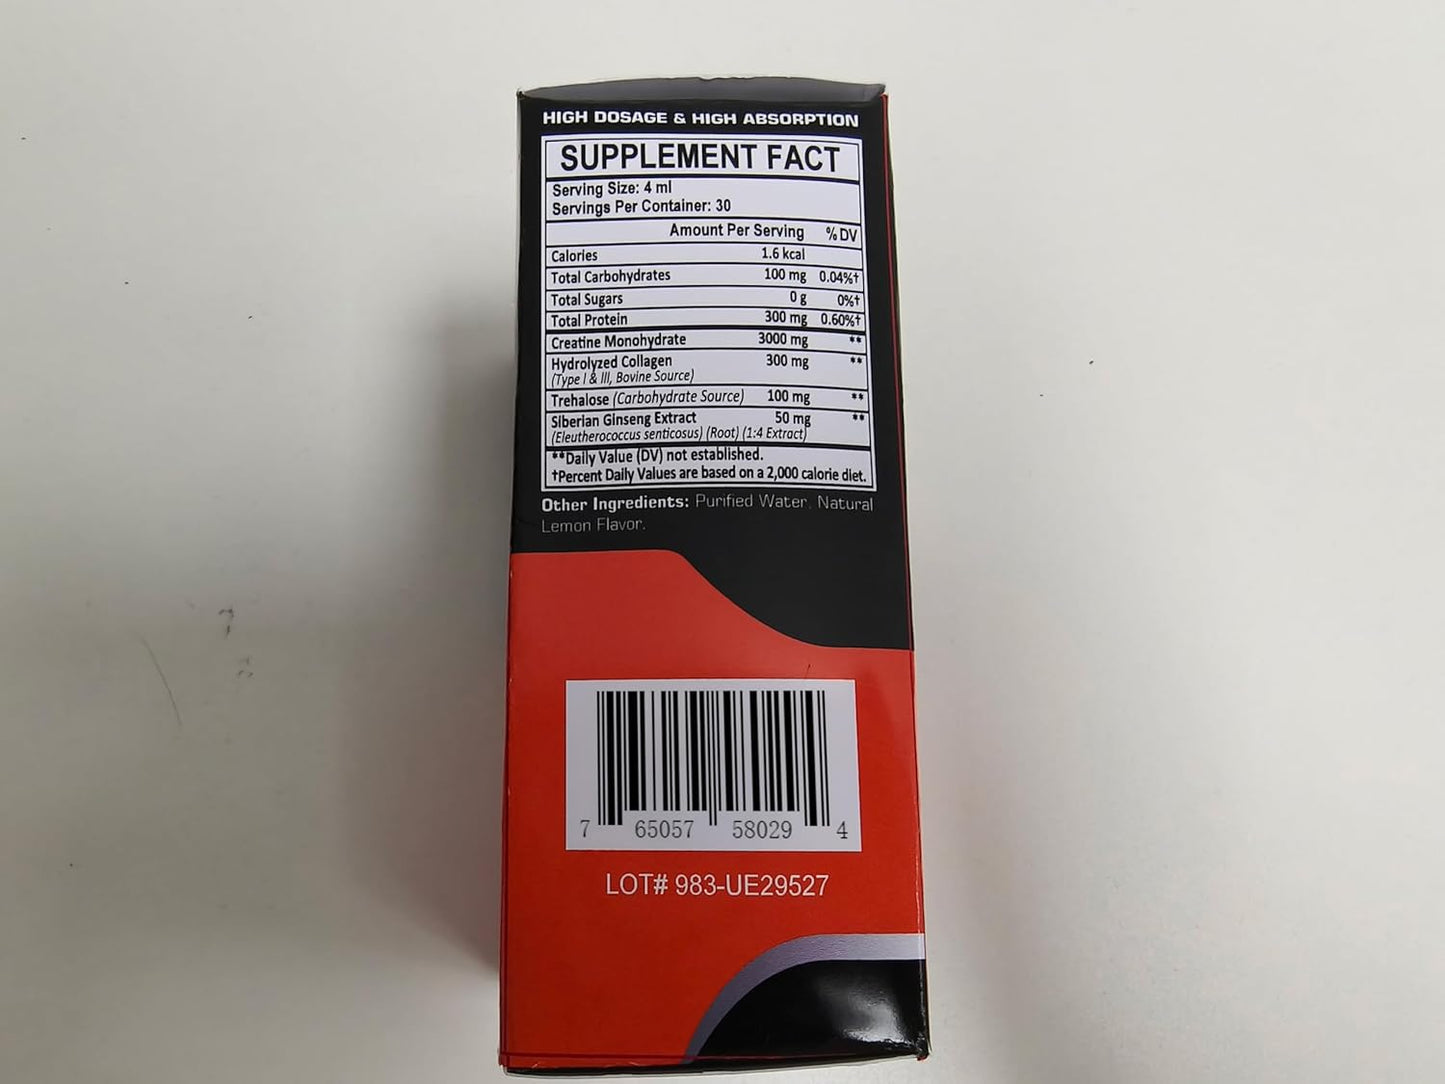 HIGH DOSAGE & HIGH ABSORPTION
SUPPLEMENT FACT
Serving Size: 4 ml
Servings Per Container: 30
Amount Per Serving % DV
Calories 1.6 kcal
Total Carbohydrates 100 mg 0.04%†
Total Sugars 0 g 0%†
Total Protein 300 mg 0.60%†
Creatine Monohydrate 3000 mg **
Hydrolyzed Collagen 300 mg **
(Type I & III, Bovine Source)
Trehalose (Carbohydrate Source) 100 mg **
Siberian Ginseng Extract 50 mg **
(Eleutherococcus senticosus) (Root) (1:4 Extract)
**Daily Value (DV) not established.
†Percent Daily Values are based on a 2,000 calorie diet.
Other Ingredients: Purified Water, Natural
Lemon Flavor.
7 65057 58029 4
LOT# 983-UE29527